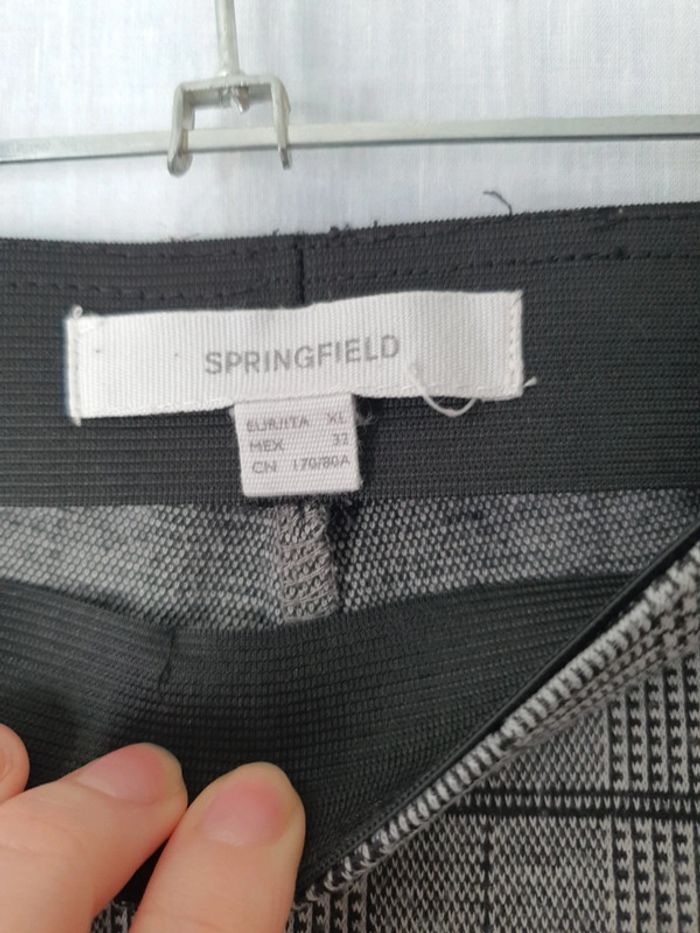 SPRINGFIELD
EUR/ITA XL
MEX 32
CN 170/80A